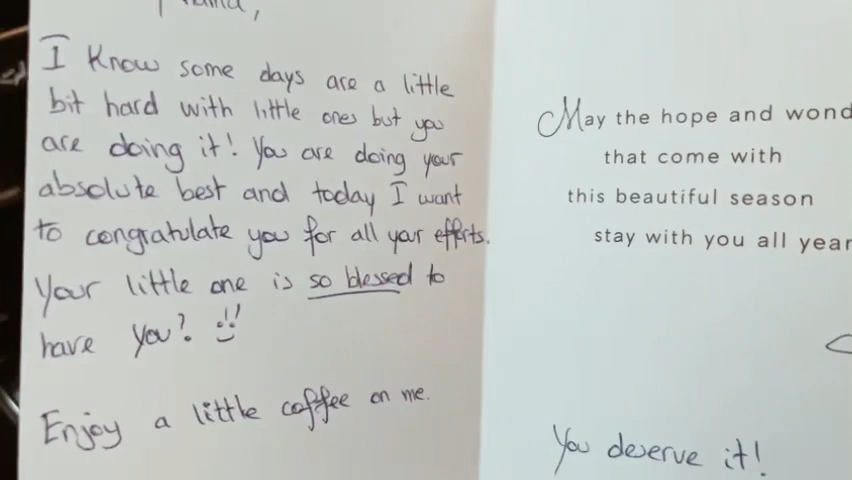 I Know some days are a little
bit hard with little ones but you
are doing it! You are doing your
absolute best and today I want
to congratulate you for all your efforts.
Your little one is so blessed to
have you?
Enjoy a little coffee on me.
May the hope and wond
that come with
this beautiful season
stay with you all year
You deserve it!